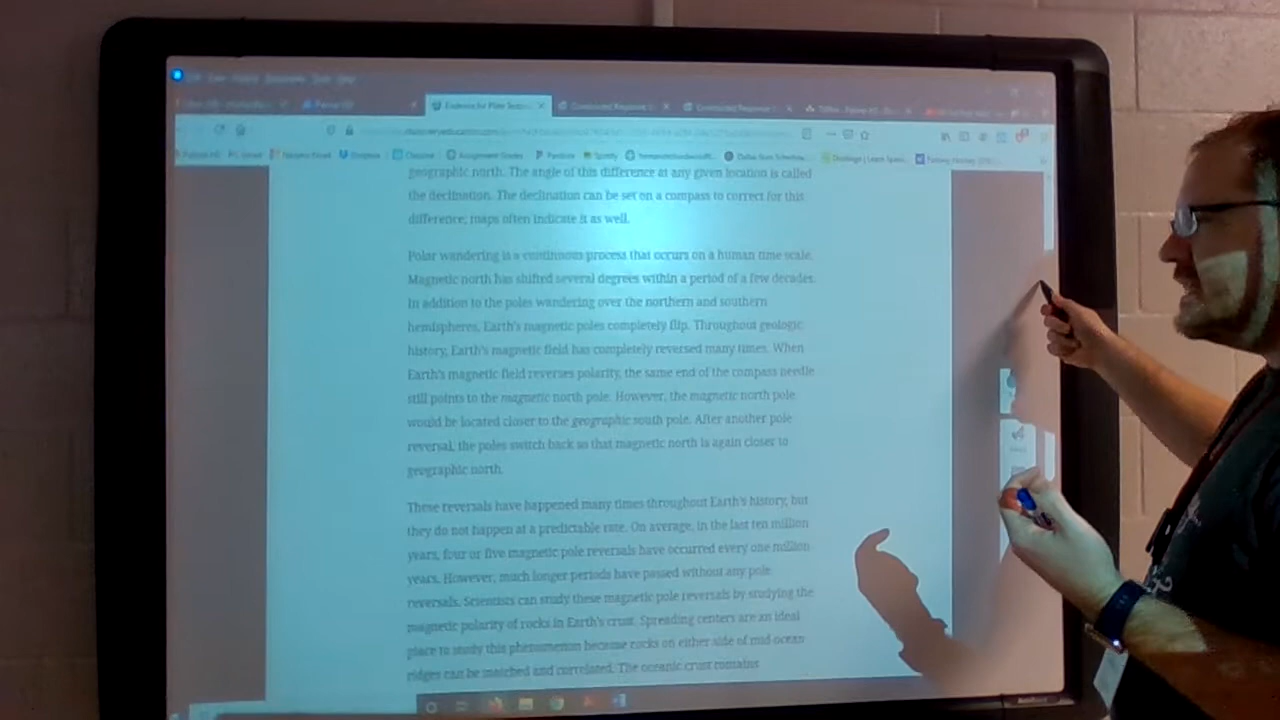 Evidence for Plate Tecton
Constructed Response
Constructed Response
geographic north. The angle of this difference at any given location is called
the declination. The declination can be set on a compass to correct for this
difference; maps often indicate it as well.
Polar wandering is a continuous process that occurs on a human time scale.
Magnetic north has shifted several degrees within a period of a few decades.
In addition to the poles wandering over the northern and southern
hemispheres, Earth's magnetic poles completely flip. Throughout geologic
history, Earth's magnetic field has completely reversed many times. When
Earth's magnetic field reverses polarity, the same end of the compass needle
still points to the magnetic north pole. However, the magnetic north pole
would be located closer to the geographic south pole. After another pole
reversal, the poles switch back so that magnetic north is again closer to
geographic north.
These reversals have happened many times throughout Earth's history, but
they do not happen at a predictable rate. On average, in the last ten million
years, four or five magnetic pole reversals have occurred every one million
years. However, much longer periods have passed without any pole
reversals. Scientists can study these magnetic pole reversals by studying the
magnetic polarity of rocks in Earth's crust. Spreading centers are an ideal
place to study this phenomenon because rocks on either side of mid ocean
ridges can be matched and correlated. The oceanic crust remains